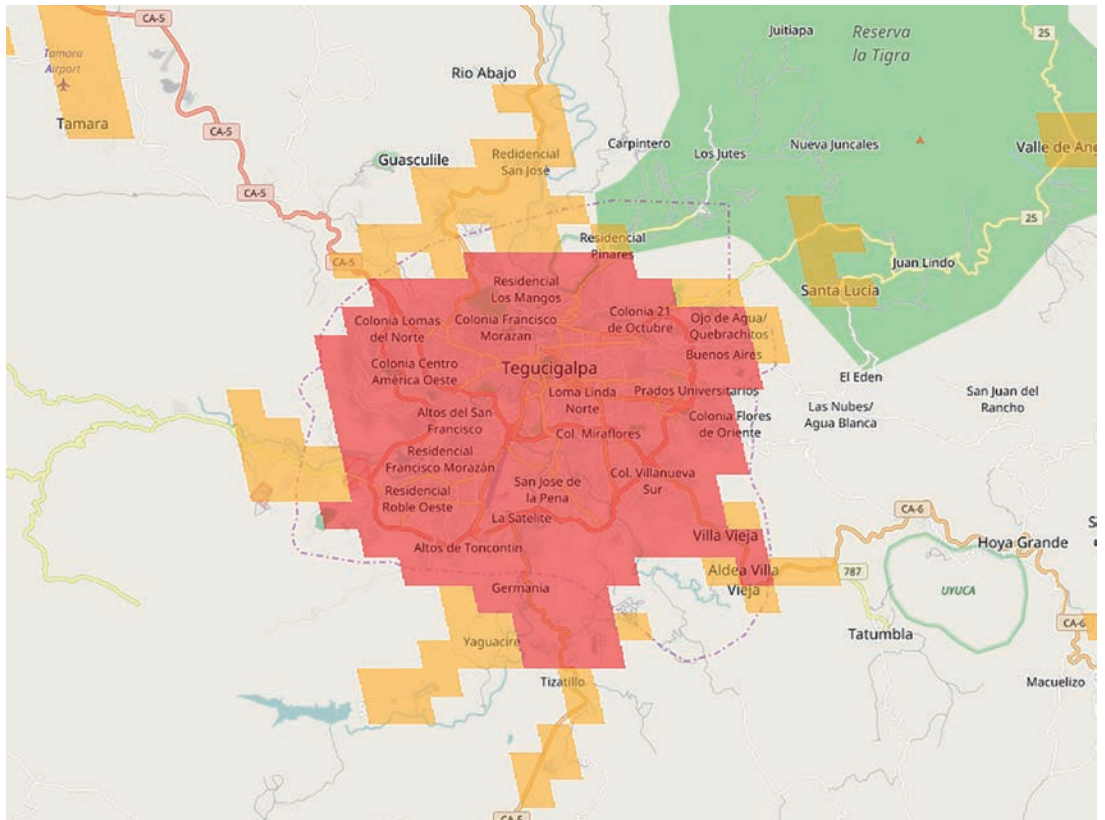 CA-5
Tamara
Airport
Tamara
CA-5
CA-5
CA-5
Rio Abajo
Guasculile
Redidencial
San José
Juitiapa
Reserva
la Tigra
25
Carpintero
Los Jutes
Nueva Juncales
Valle de Ang
25
Residencial
Pinares
Juan Lindo
Santa Lucía
Residencial
Los Mangos
Colonia Lomas
del Norte
Colonia Francisco
Morazan
Colonia 21
de Octubre
Ojo de Agua/
Quebrachitos
Buenos Aires
Colonia Centro
América Oeste
Tegucigalpa
El Eden
Loma Linda
Norte
Prados Universitarios
San Juan del
Rancho
Las Nubes/
Agua Blanca
Altos del San
Francisco
Col. Miraflores
Colonia Flores
de Oriente
Residencial
Francisco Morazán
Residencial
Roble Oeste
San Jose de
la Pena
Col. Villanueva
Sur
La Satelite
Villa Vieja
CA-6
Hoya Grande
S
Altos de Toncontin
Aldea Villa
Vieja
787
UYUCA
Germania
Tatumbla
CA-6
Yaguacire
Tizatillo
Macuelizo
CA-5